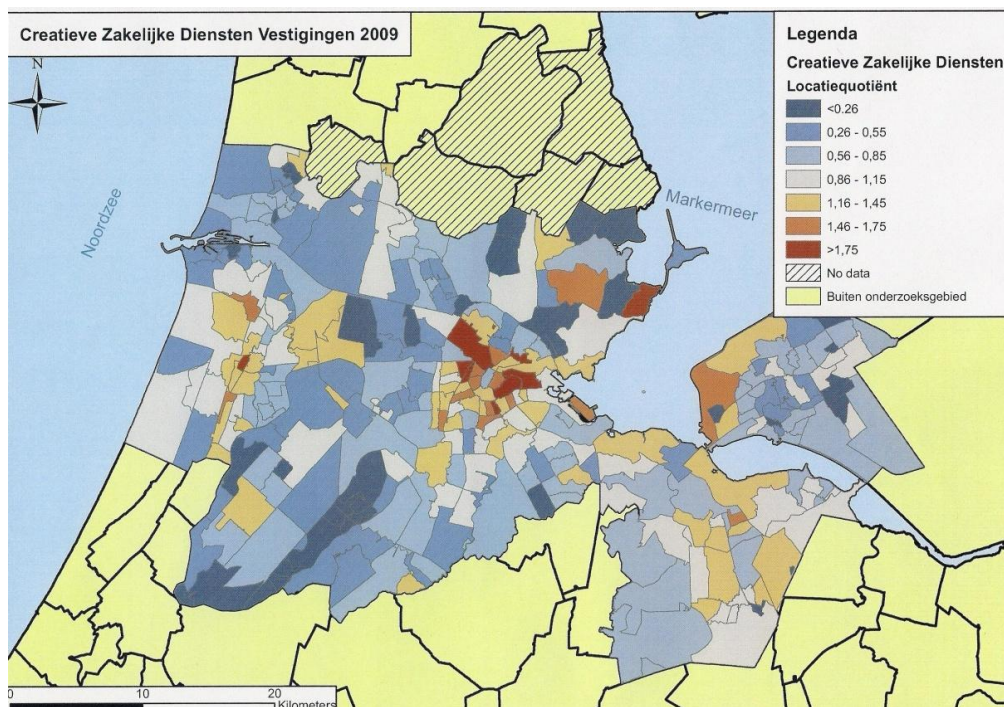 Creatieve Zakelijke Diensten Vestigingen 2009
N
Noordzee
Markermeer
Legenda
Creatieve Zakelijke Diensten
Locatiequotiënt
<0.26
0,26 - 0,55
0,56 - 0,85
0,86 - 1,15
1,16 - 1,45
1,46 - 1,75
>1,75
No data
Buiten onderzoeksgebied
0 10 20
Kilometers